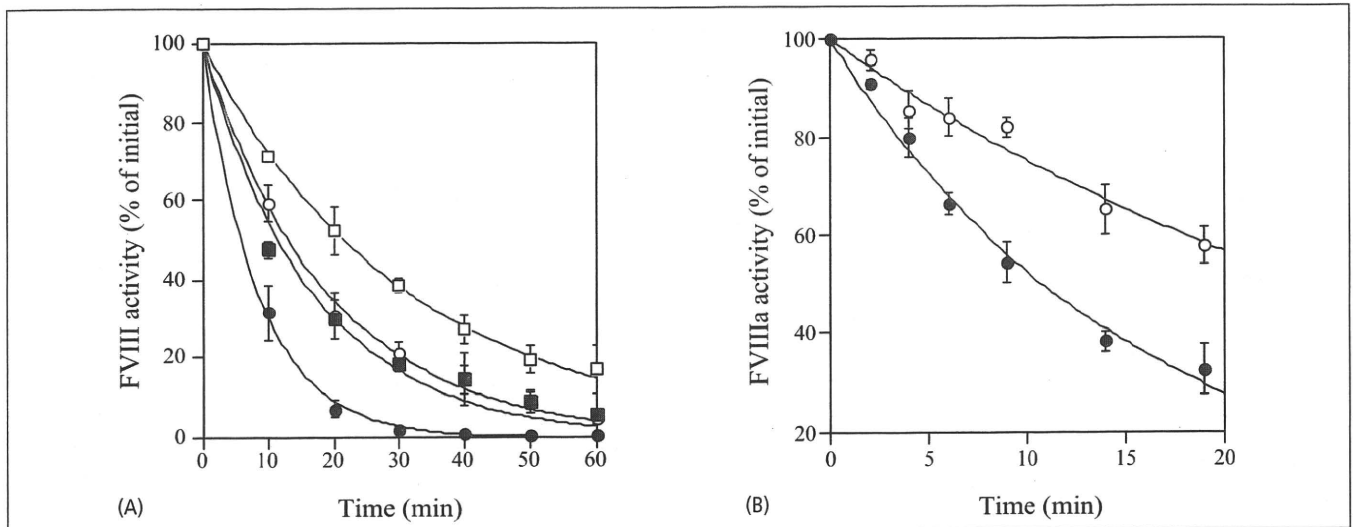 100
80
60
40
20
0
FVIII activity (% of initial)
0 10 20 30 40 50 60
Time (min)
(A)
100
80
60
40
20
FVIIIa activity (% of initial)
0 5 10 15 20
Time (min)
(B)